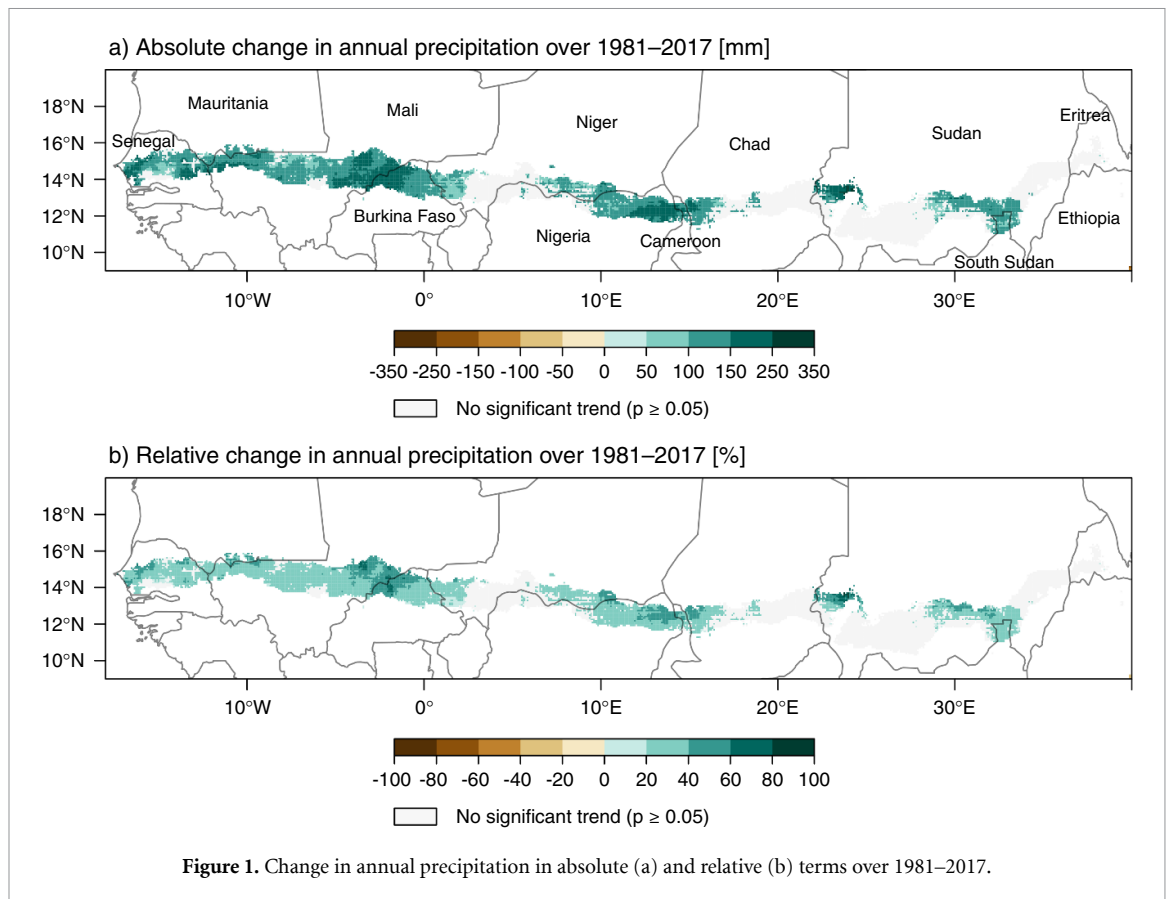 a) Absolute change in annual precipitation over 1981–2017 [mm]
18°N
16°N
14°N
12°N
10°N
Mauritania
Mali
Niger
Chad
Sudan
Eritrea
Senegal
Burkina Faso
Nigeria
Cameroon
Ethiopia
South Sudan
10°W
0°
10°E
20°E
30°E
-350 -250 -150 -100 -50 0 50 100 150 250 350
No significant trend (p ≥ 0.05)
b) Relative change in annual precipitation over 1981–2017 [%]
18°N
16°N
14°N
12°N
10°N
10°W
0°
10°E
20°E
30°E
-100 -80 -60 -40 -20 0 20 40 60 80 100
No significant trend (p ≥ 0.05)
Figure 1. Change in annual precipitation in absolute (a) and relative (b) terms over 1981–2017.